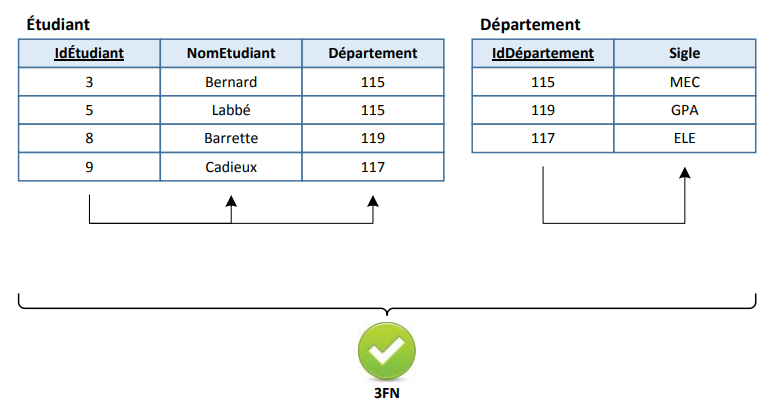 Étudiant
IdÉtudiant NomEtudiant Département
3 Bernard 115
5 Labbé 115
8 Barrette 119
9 Cadieux 117
Département
IdDépartement Sigle
115 MEC
119 GPA
117 ELE
3FN